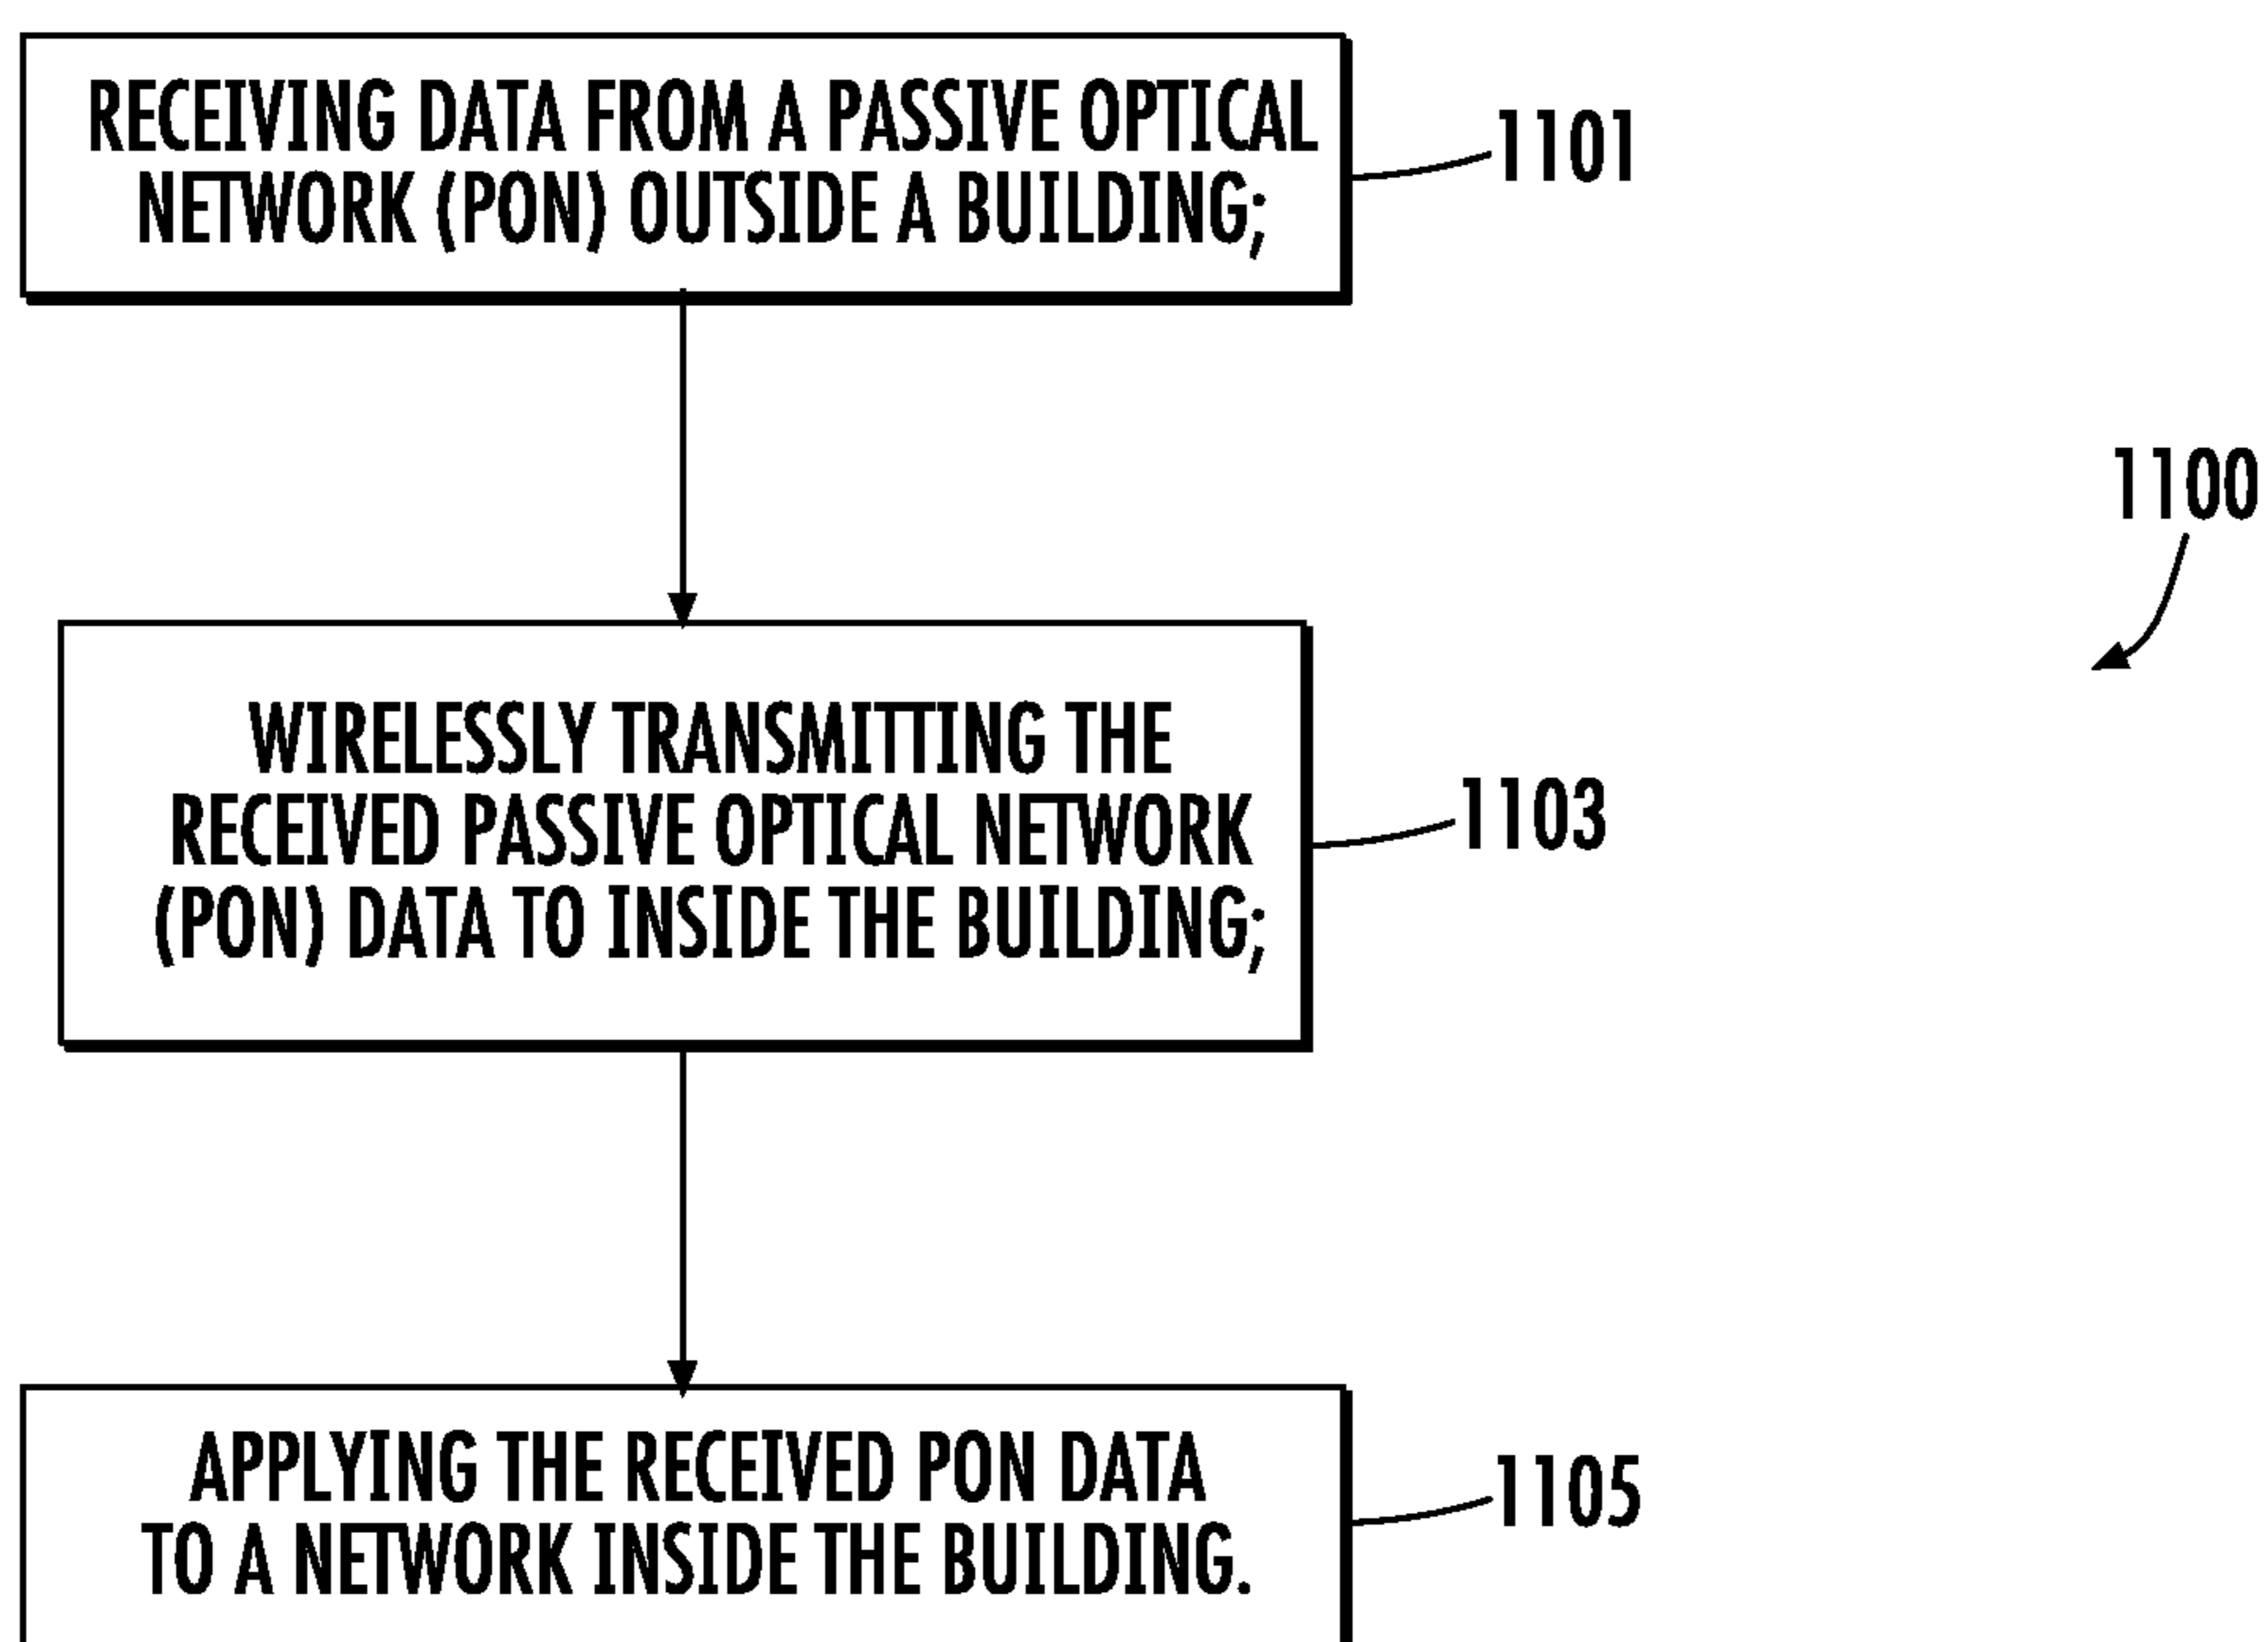 RECEIVING DATA FROM A PASSIVE OPTICAL
NETWORK (PON) OUTSIDE A BUILDING;
1101
1100
WIRELESSLY TRANSMITTING THE
RECEIVED PASSIVE OPTICAL NETWORK
(PON) DATA TO INSIDE THE BUILDING;
1103
APPLYING THE RECEIVED PON DATA
TO A NETWORK INSIDE THE BUILDING.
1105